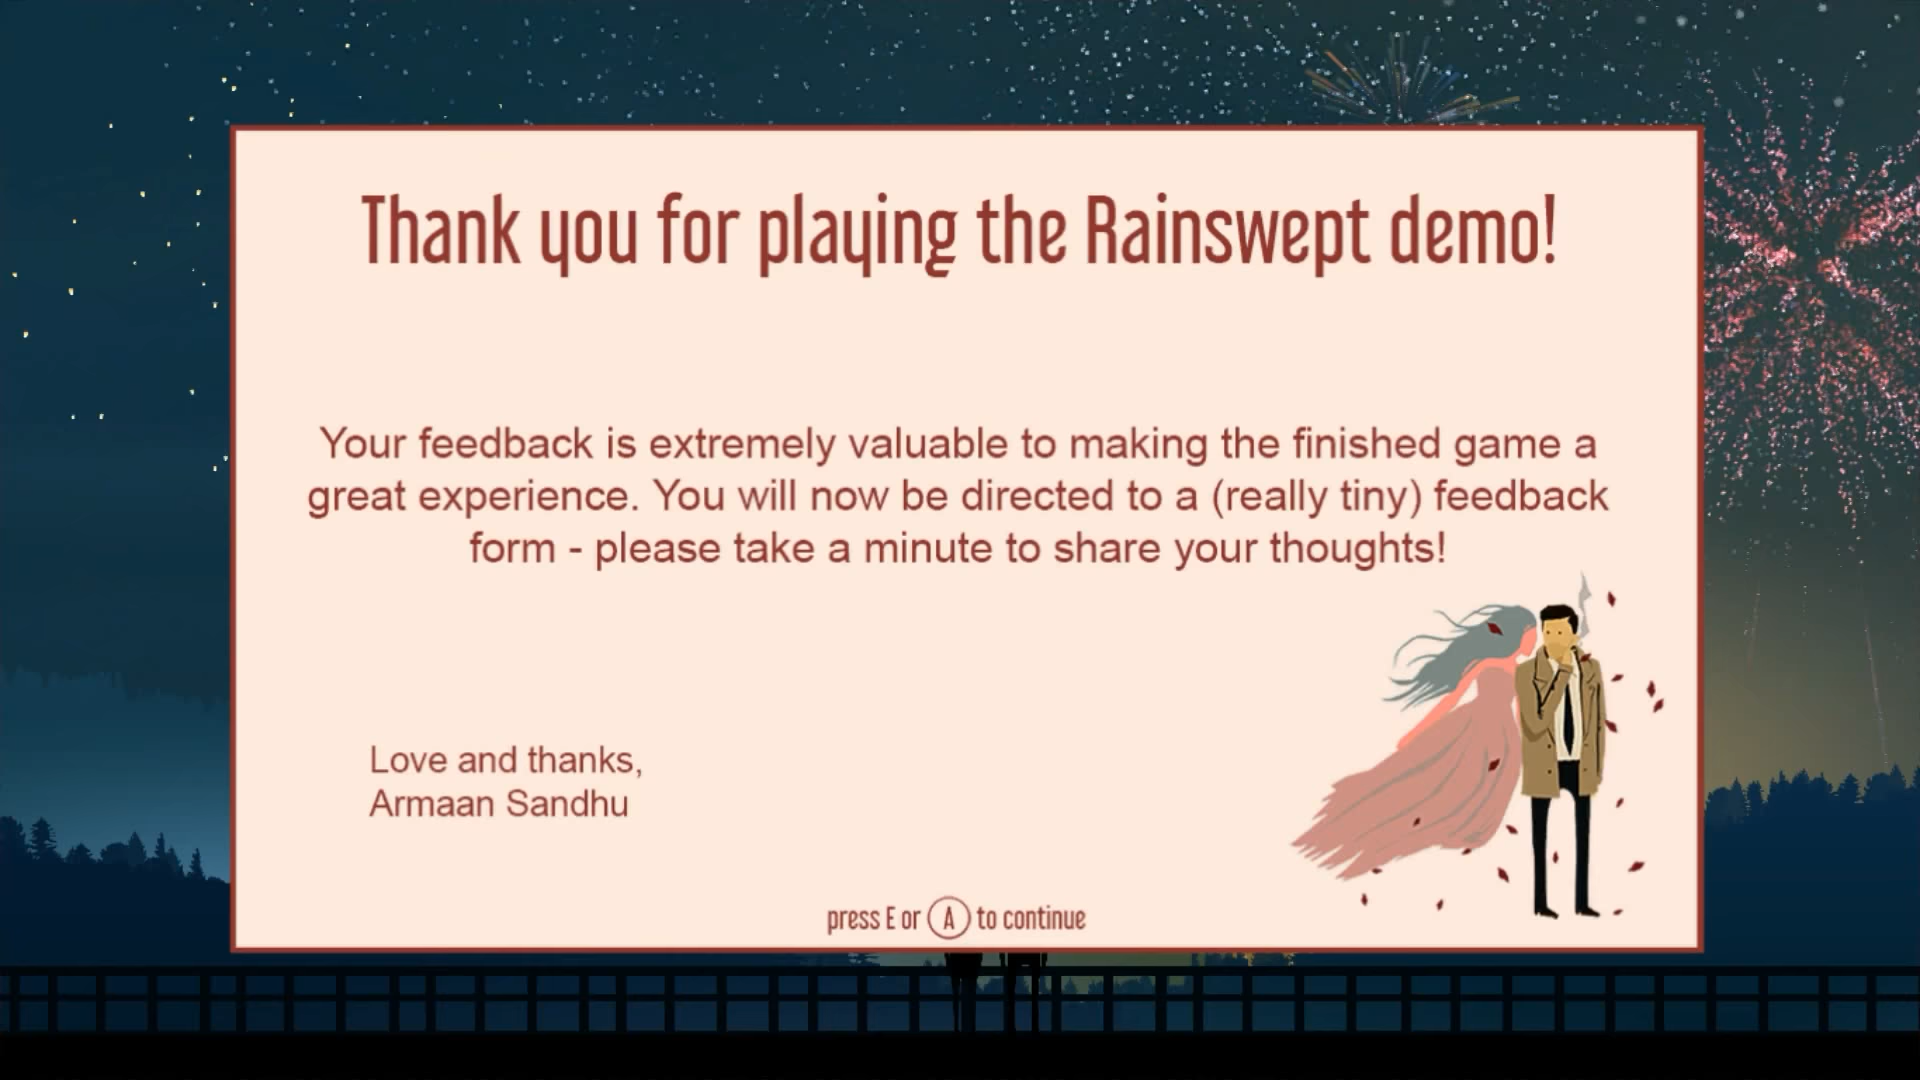 Thank you for playing the Rainswept demo!
Your feedback is extremely valuable to making the finished game a
great experience. You will now be directed to a (really tiny) feedback
form - please take a minute to share your thoughts!
Love and thanks,
Armaan Sandhu
press E or A to continue